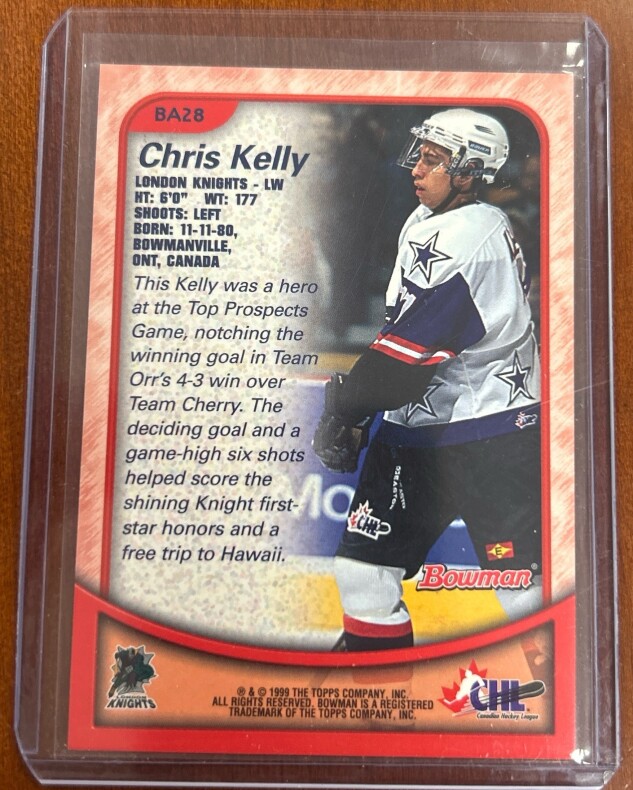 BA28
Chris Kelly
LONDON KNIGHTS - LW
HT: 6'0" WT: 177
SHOOTS: LEFT
BORN: 11-11-80,
BOWMANVILLE,
ONT, CANADA
This Kelly was a hero
at the Top Prospects
Game, notching the
winning goal in Team
Orr's 4-3 win over
Team Cherry. The
deciding goal and a
game-high six shots
helped score the
shining Knight first-
star honors and a
free trip to Hawaii.
MO
CHL
E
Bowman®
KNIGHTS
® & © 1999 THE TOPPS COMPANY, INC.
ALL RIGHTS RESERVED. BOWMAN IS A REGISTERED
TRADEMARK OF THE TOPPS COMPANY, INC.
CHL
Canadian Hockey League